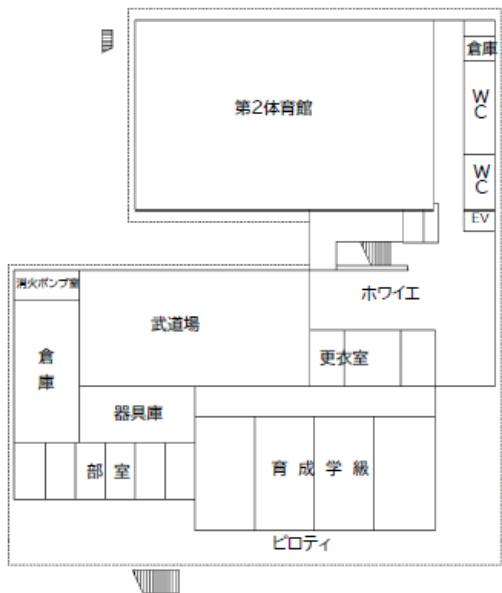 倉庫
WC
第2体育館
WC
EV
消火ポンプ室
ホワイエ
武道場
倉庫
更衣室
器具庫
部室
育成学級
ピロティ